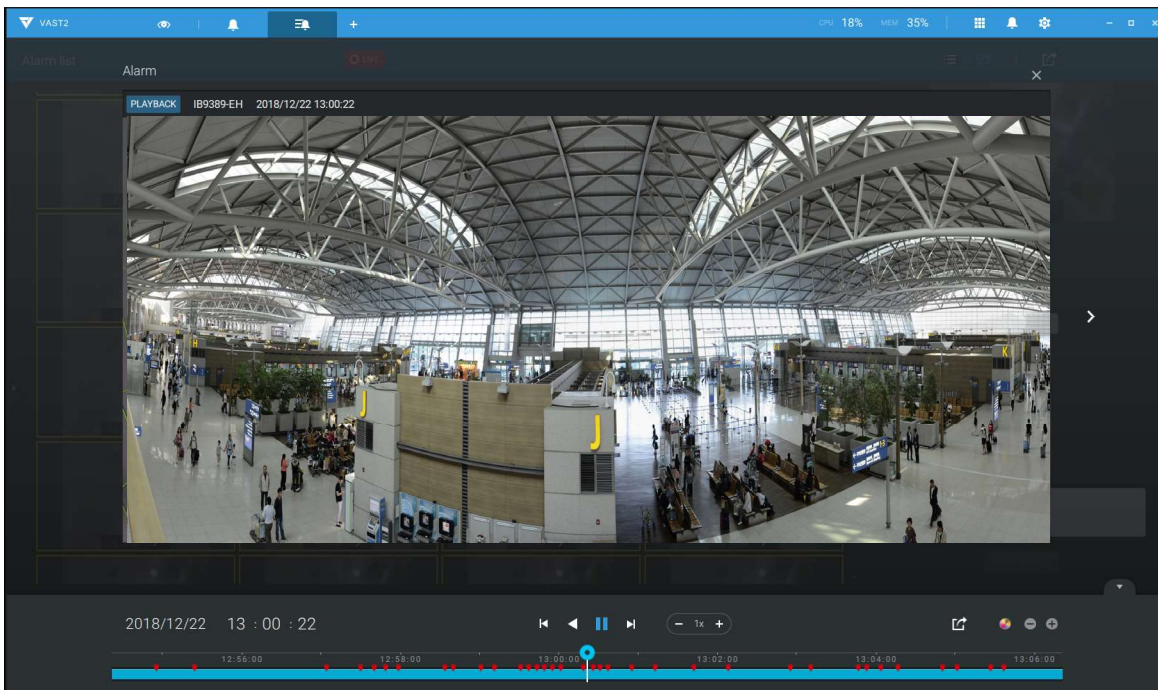 VAST2
CPU 18% MEM 35%
Alarm list
LIVE
Alarm
PLAYBACK IB9389-EH 2018/12/22 13:00:22
H
K
J
J
2018/12/22 13 : 00 : 22
1x
12:56:00 12:58:00 13:00:00 13:02:00 13:04:00 13:06:00